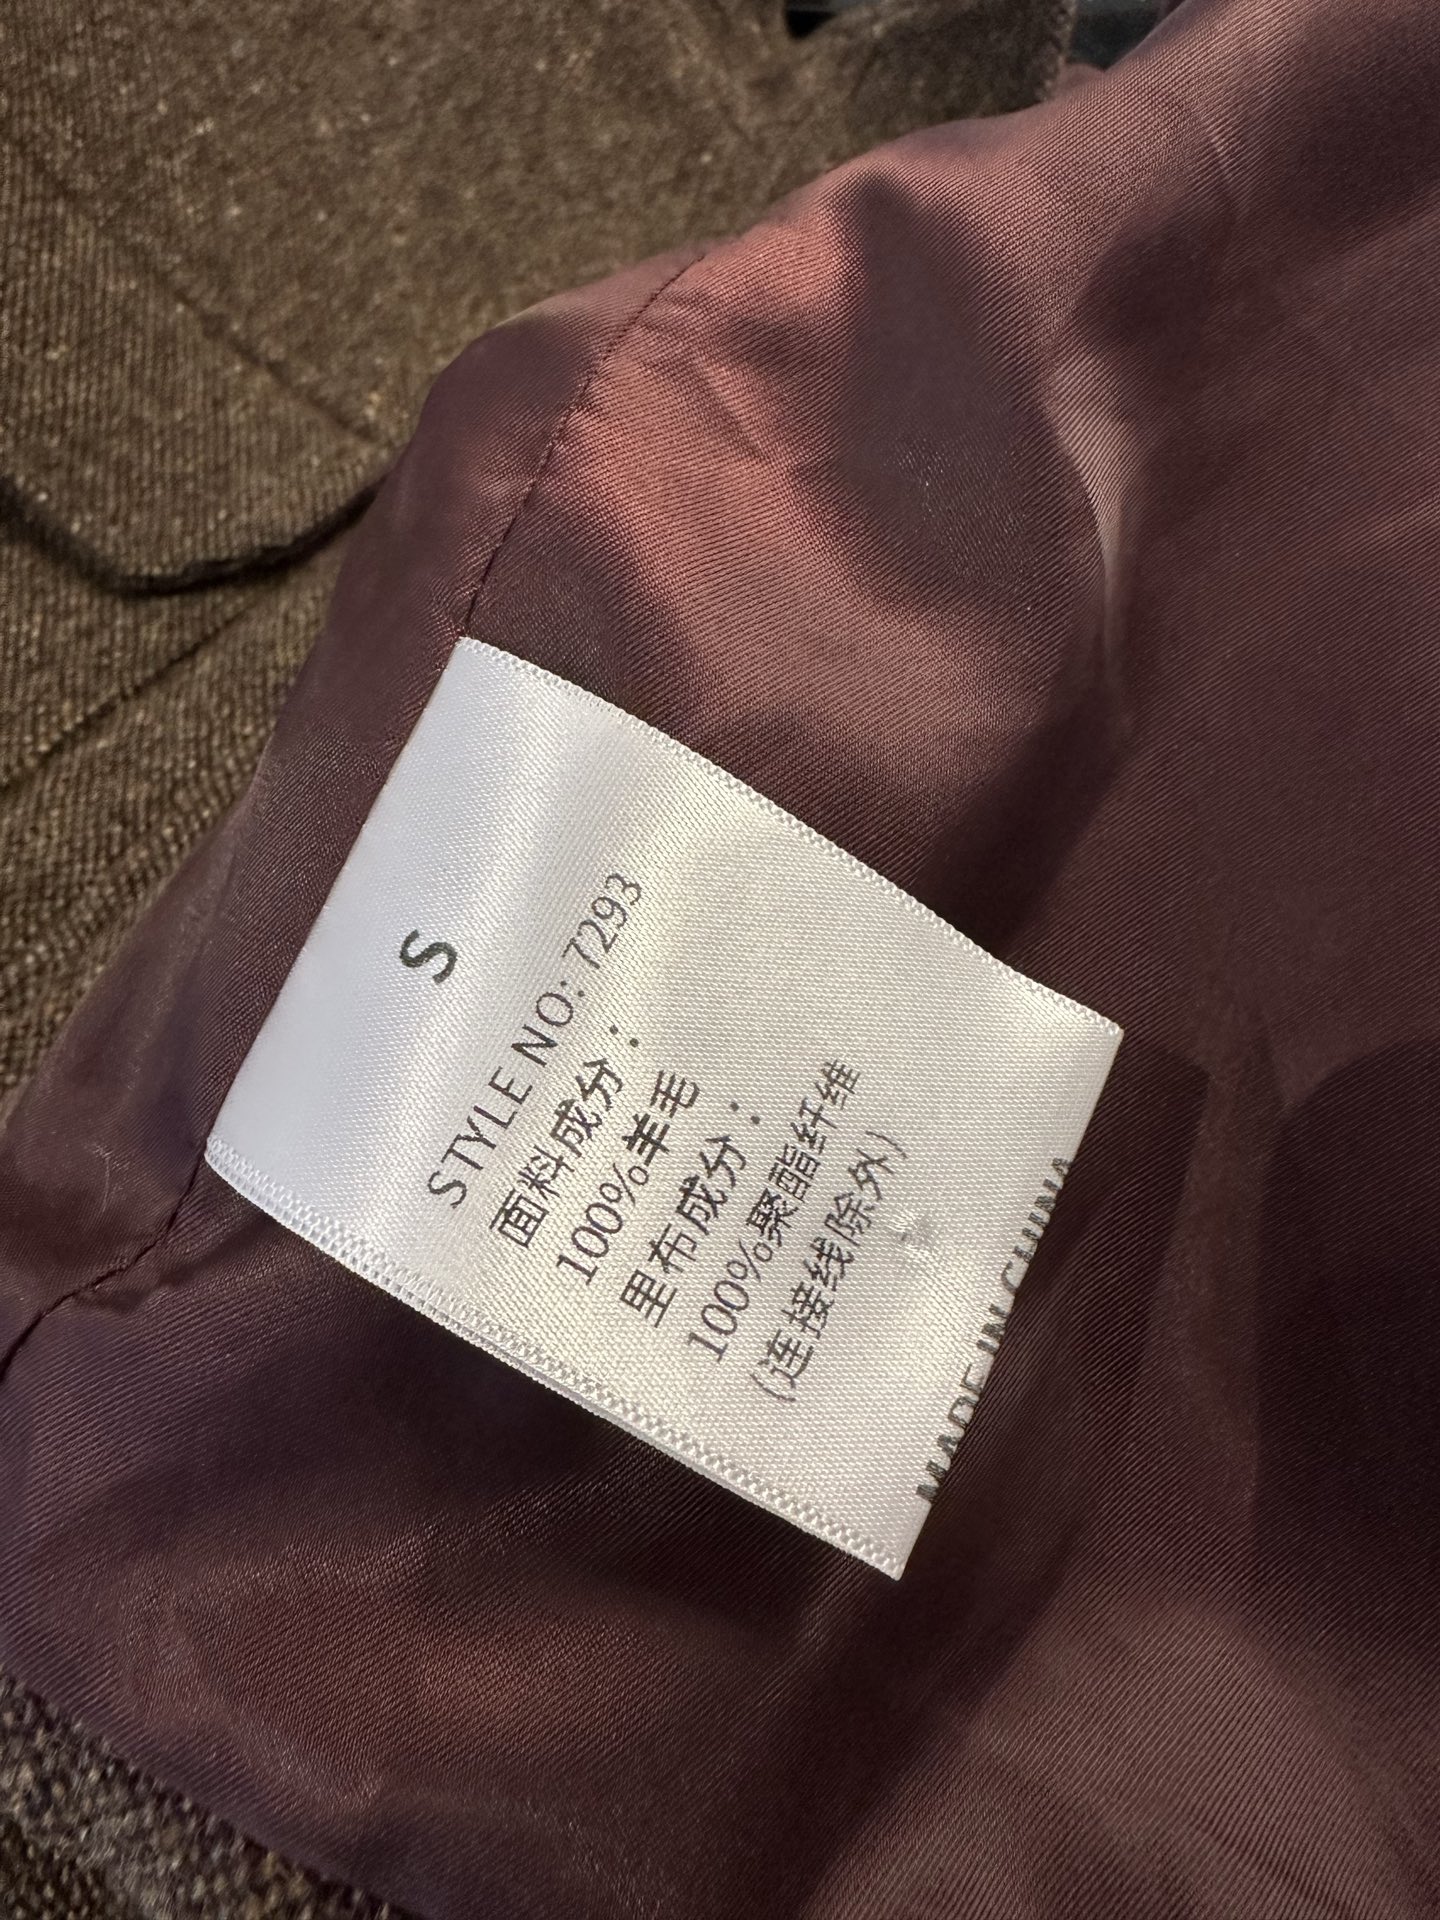 S
STYLE NO: 7293
面料成分：
100%羊毛
里布成分：
100%聚酯纤维
(连接线除外)
MADE IN CHINA